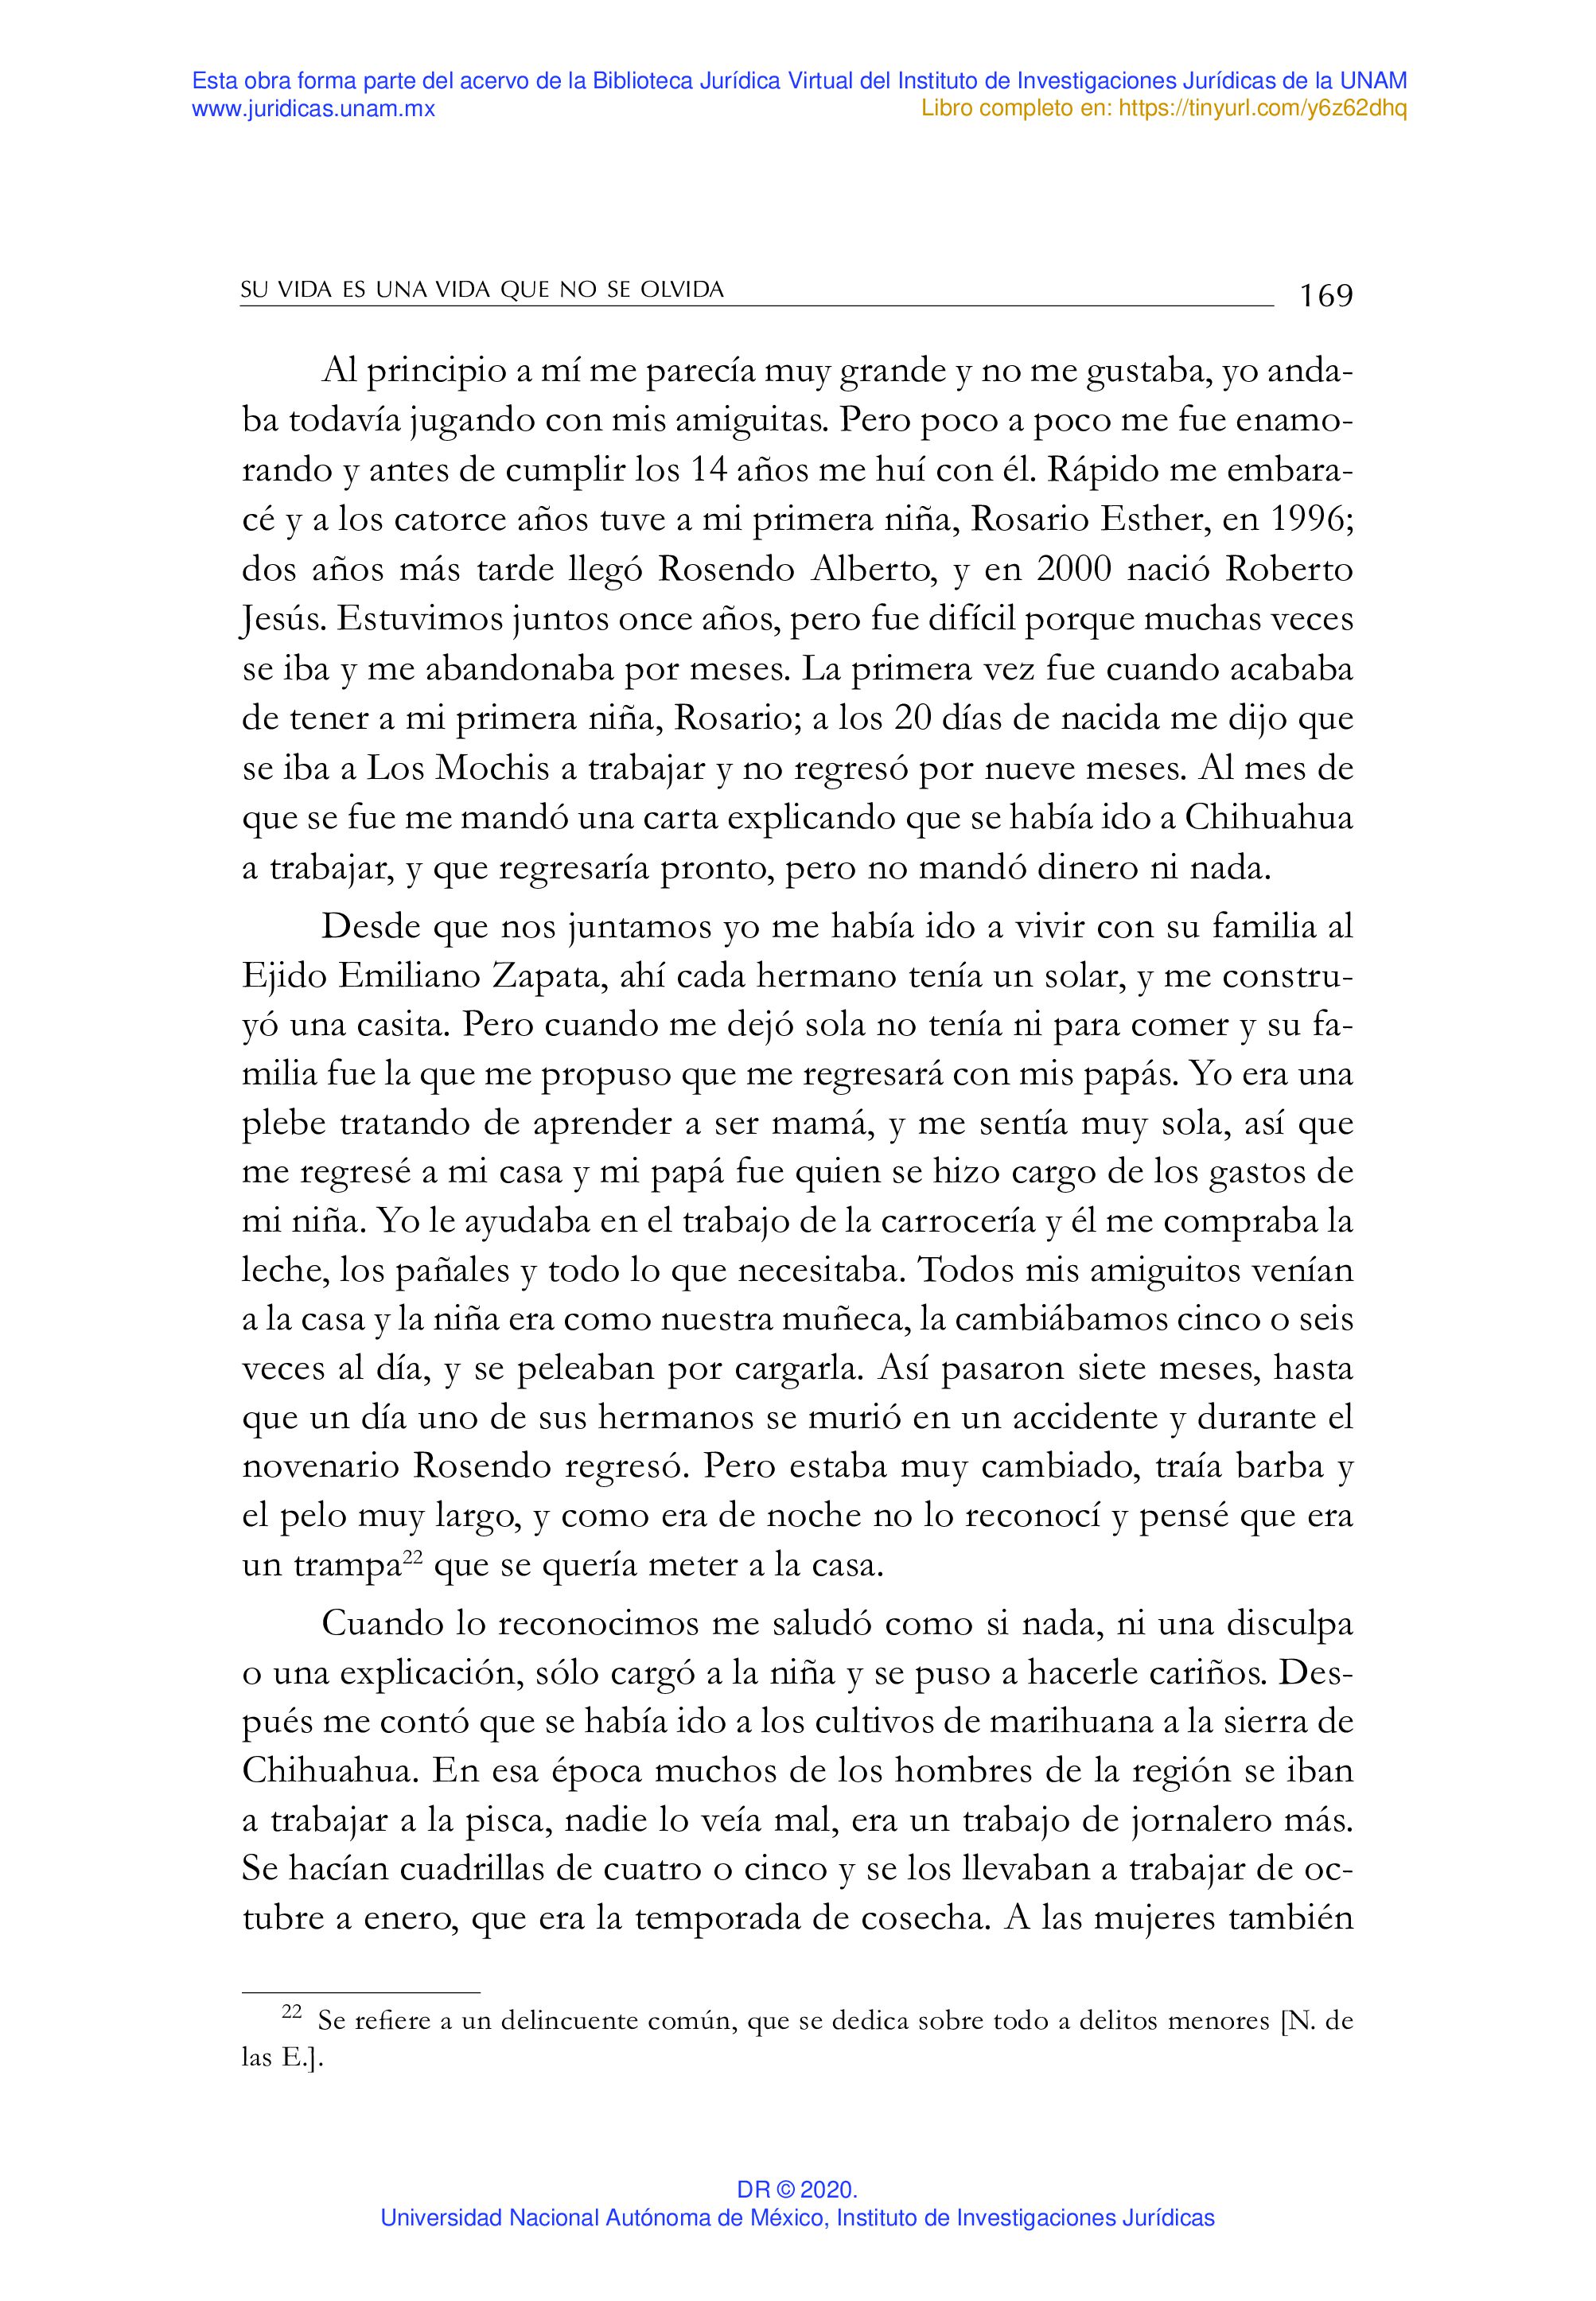 Esta obra forma parte del acervo de la Biblioteca Jurídica Virtual del Instituto de Investigaciones Jurídicas de la UNAM
www.juridicas.unam.mx
Libro completo en: https://tinyurl.com/y6z62dhq
SU VIDA ES UNA VIDA QUE NO SE OLVIDA
169
Al principio a mí me parecía muy grande y no me gustaba, yo anda-
ba todavía jugando con mis amiguitas. Pero poco a poco me fue enamo-
rando y antes de cumplir los 14 años me huí con él. Rápido me embara-
cé y a los catorce años tuve a mi primera niña, Rosario Esther, en 1996;
dos años más tarde llegó Rosendo Alberto, y en 2000 nació Roberto
Jesús. Estuvimos juntos once años, pero fue difícil porque muchas veces
se iba y me abandonaba por meses. La primera vez fue cuando acababa
de tener a mi primera niña, Rosario; a los 20 días de nacida me dijo que
se iba a Los Mochis a trabajar y no regresó por nueve meses. Al mes de
que se fue me mandó una carta explicando que se había ido a Chihuahua
a trabajar, y que regresaría pronto, pero no mandó dinero ni nada.
Desde que nos juntamos yo me había ido a vivir con su familia al
Ejido Emiliano Zapata, ahí cada hermano tenía un solar, y me constru-
yó una casita. Pero cuando me dejó sola no tenía ni para comer y su fa-
milia fue la que me propuso que me regresará con mis papás. Yo era una
plebe tratando de aprender a ser mamá, y me sentía muy sola, así que
me regresé a mi casa y mi papá fue quien se hizo cargo de los gastos de
mi niña. Yo le ayudaba en el trabajo de la carrocería y él me compraba la
leche, los pañales y todo lo que necesitaba. Todos mis amiguitos venían
a la casa y la niña era como nuestra muñeca, la cambiábamos cinco o seis
veces al día, y se peleaban por cargarla. Así pasaron siete meses, hasta
que un día uno de sus hermanos se murió en un accidente y durante el
novenario Rosendo regresó. Pero estaba muy cambiado, traía barba y
el pelo muy largo, y como era de noche no lo reconocí y pensé que era
un trampa22 que se quería meter a la casa.
Cuando lo reconocimos me saludó como si nada, ni una disculpa
o una explicación, sólo cargó a la niña y se puso a hacerle cariños. Des-
pués me contó que se había ido a los cultivos de marihuana a la sierra de
Chihuahua. En esa época muchos de los hombres de la región se iban
a trabajar a la pisca, nadie lo veía mal, era un trabajo de jornalero más.
Se hacían cuadrillas de cuatro o cinco y se los llevaban a trabajar de oc-
tubre a enero, que era la temporada de cosecha. A las mujeres también
22 Se refiere a un delincuente común, que se dedica sobre todo a delitos menores [N. de
las E.].
DR © 2020.
Universidad Nacional Autónoma de México, Instituto de Investigaciones Jurídicas